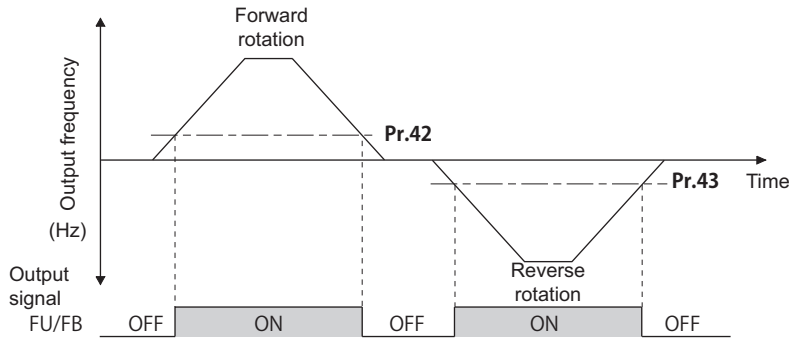 Forward
rotation
Output frequency
(Hz)
Pr.42
Pr.43
Time
Reverse
rotation
Output
signal
FU/FB
OFF
ON
OFF
ON
OFF